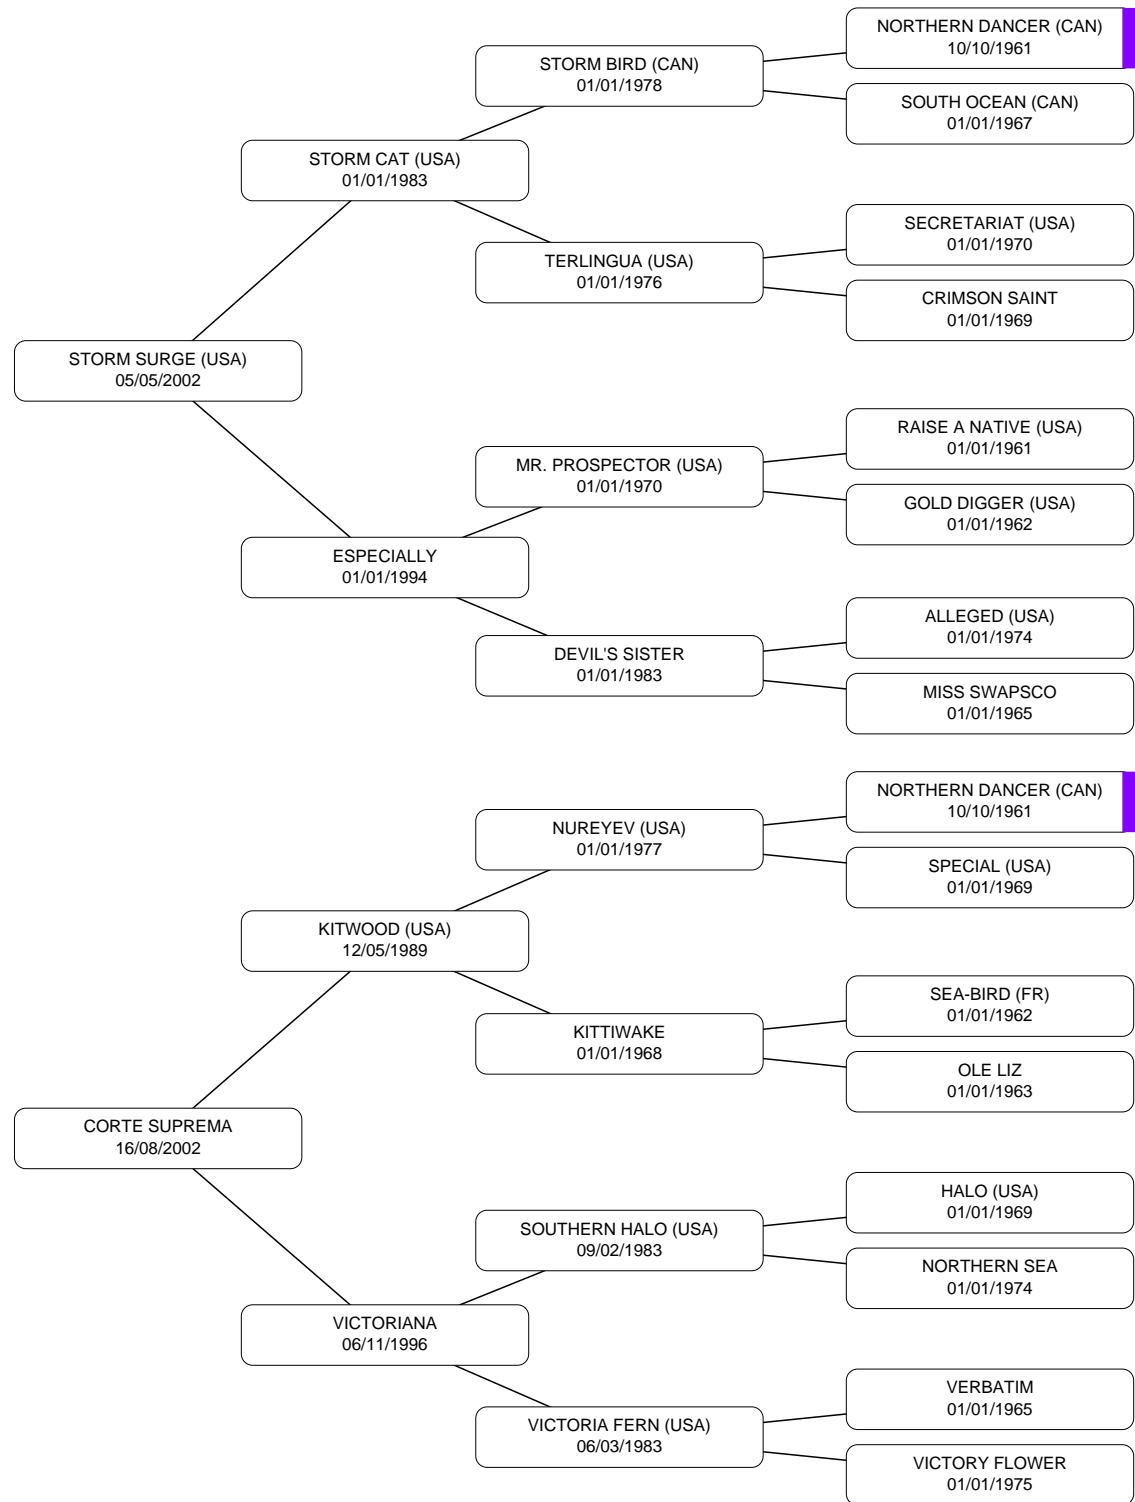 NORTHERN DANCER (CAN)
10/10/1961
STORM BIRD (CAN)
01/01/1978
SOUTH OCEAN (CAN)
01/01/1967
STORM CAT (USA)
01/01/1983
SECRETARIAT (USA)
01/01/1970
TERLINGUA (USA)
01/01/1976
CRIMSON SAINT
01/01/1969
STORM SURGE (USA)
05/05/2002
RAISE A NATIVE (USA)
01/01/1961
MR. PROSPECTOR (USA)
01/01/1970
GOLD DIGGER (USA)
01/01/1962
ESPECIALLY
01/01/1994
ALLEGED (USA)
01/01/1974
DEVIL'S SISTER
01/01/1983
MISS SWAPSCO
01/01/1965
NORTHERN DANCER (CAN)
10/10/1961
NUREYEV (USA)
01/01/1977
SPECIAL (USA)
01/01/1969
KITWOOD (USA)
12/05/1989
SEA-BIRD (FR)
01/01/1962
KITTIWAKE
01/01/1968
OLE LIZ
01/01/1963
CORTE SUPREMA
16/08/2002
HALO (USA)
01/01/1969
SOUTHERN HALO (USA)
09/02/1983
NORTHERN SEA
01/01/1974
VICTORIANA
06/11/1996
VERBATIM
01/01/1965
VICTORIA FERN (USA)
06/03/1983
VICTORY FLOWER
01/01/1975